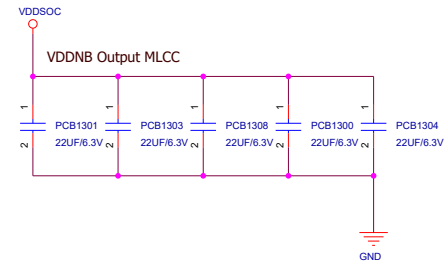 VDDSOC
VDDNB Output MLCC
1 1 1 1 1
PCB1301 PCB1303 PCB1308 PCB1300 PCB1304
22UF/6.3V 22UF/6.3V 22UF/6.3V 22UF/6.3V 22UF/6.3V
2 2 2 2 2
GND